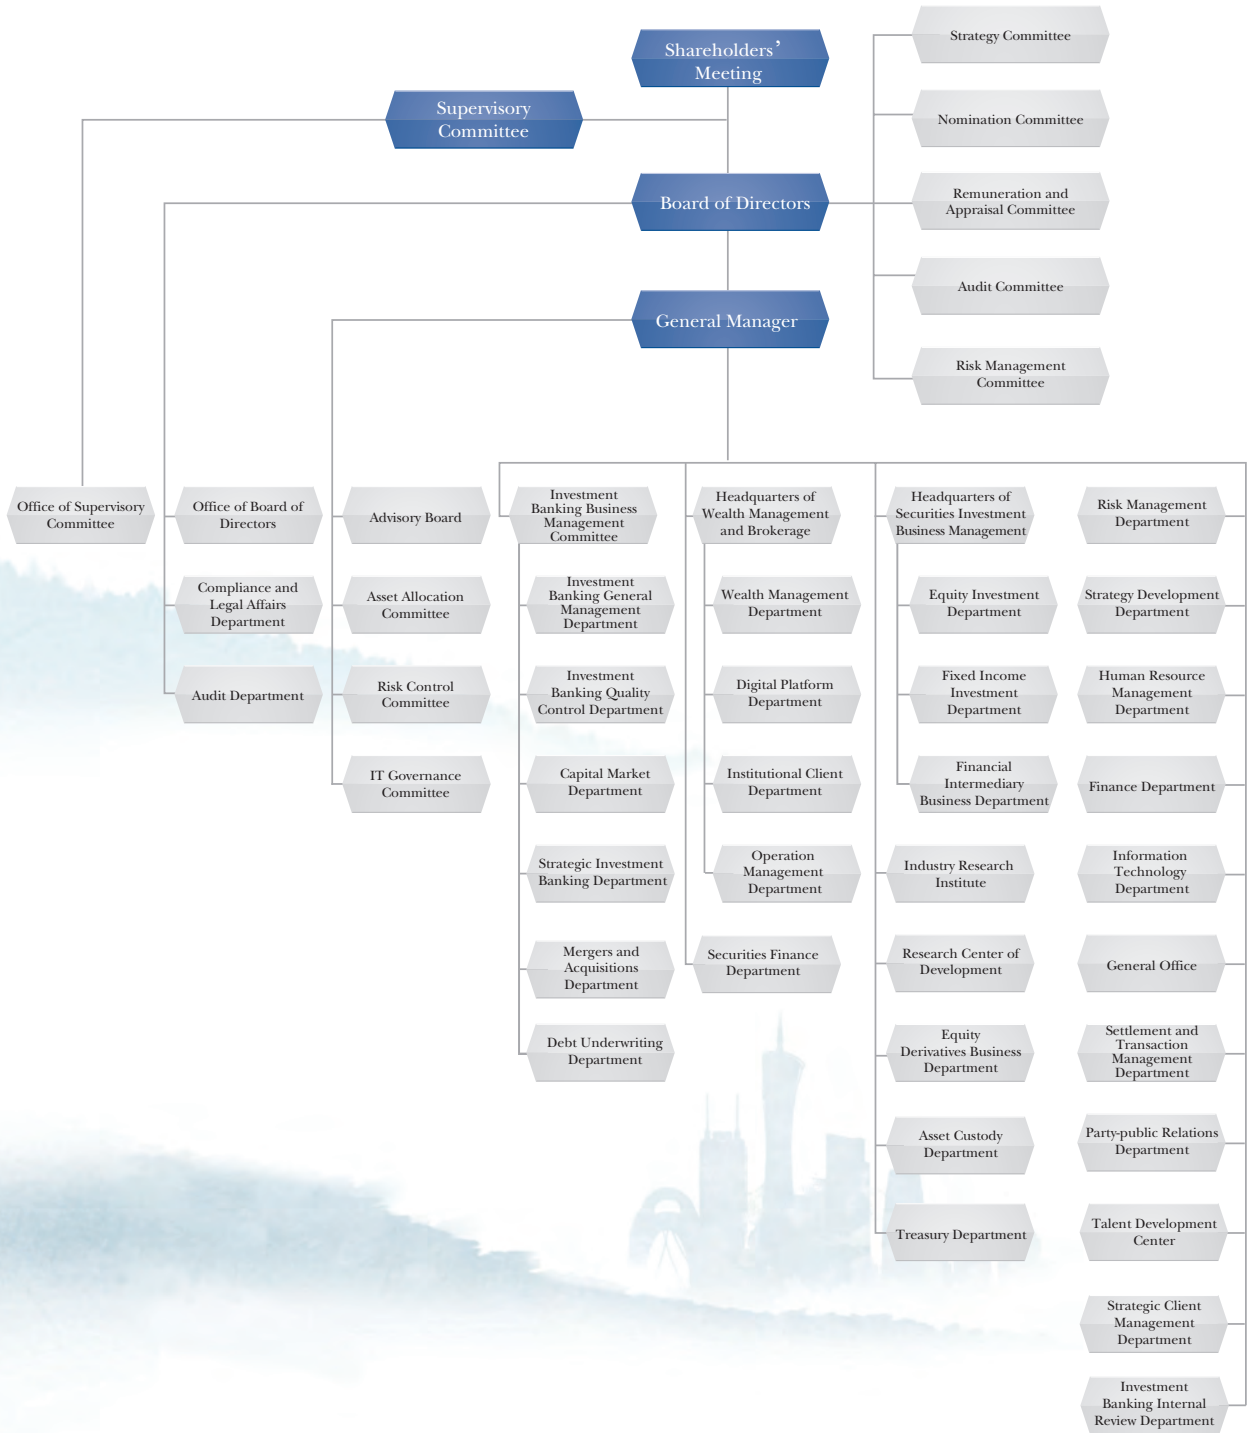 Shareholders’
Meeting
Supervisory
Committee
Board of Directors
General Manager
Strategy Committee
Nomination Committee
Remuneration and
Appraisal Committee
Audit Committee
Risk Management
Committee
Office of Supervisory
Committee
Office of Board of
Directors
Compliance and
Legal Affairs
Department
Audit Department
Advisory Board
Asset Allocation
Committee
Risk Control
Committee
IT Governance
Committee
Investment
Banking Business
Management
Committee
Investment
Banking General
Management
Department
Investment
Banking Quality
Control Department
Capital Market
Department
Strategic Investment
Banking Department
Mergers and
Acquisitions
Department
Debt Underwriting
Department
Headquarters of
Wealth Management
and Brokerage
Wealth Management
Department
Digital Platform
Department
Institutional Client
Department
Operation
Management
Department
Securities Finance
Department
Headquarters of
Securities Investment
Business Management
Equity Investment
Department
Fixed Income
Investment
Department
Financial
Intermediary
Business Department
Industry Research
Institute
Research Center of
Development
Equity
Derivatives Business
Department
Asset Custody
Department
Treasury Department
Risk Management
Department
Strategy Development
Department
Human Resource
Management
Department
Finance Department
Information
Technology
Department
General Office
Settlement and
Transaction
Management
Department
Party-public Relations
Department
Talent Development
Center
Strategic Client
Management
Department
Investment
Banking Internal
Review Department